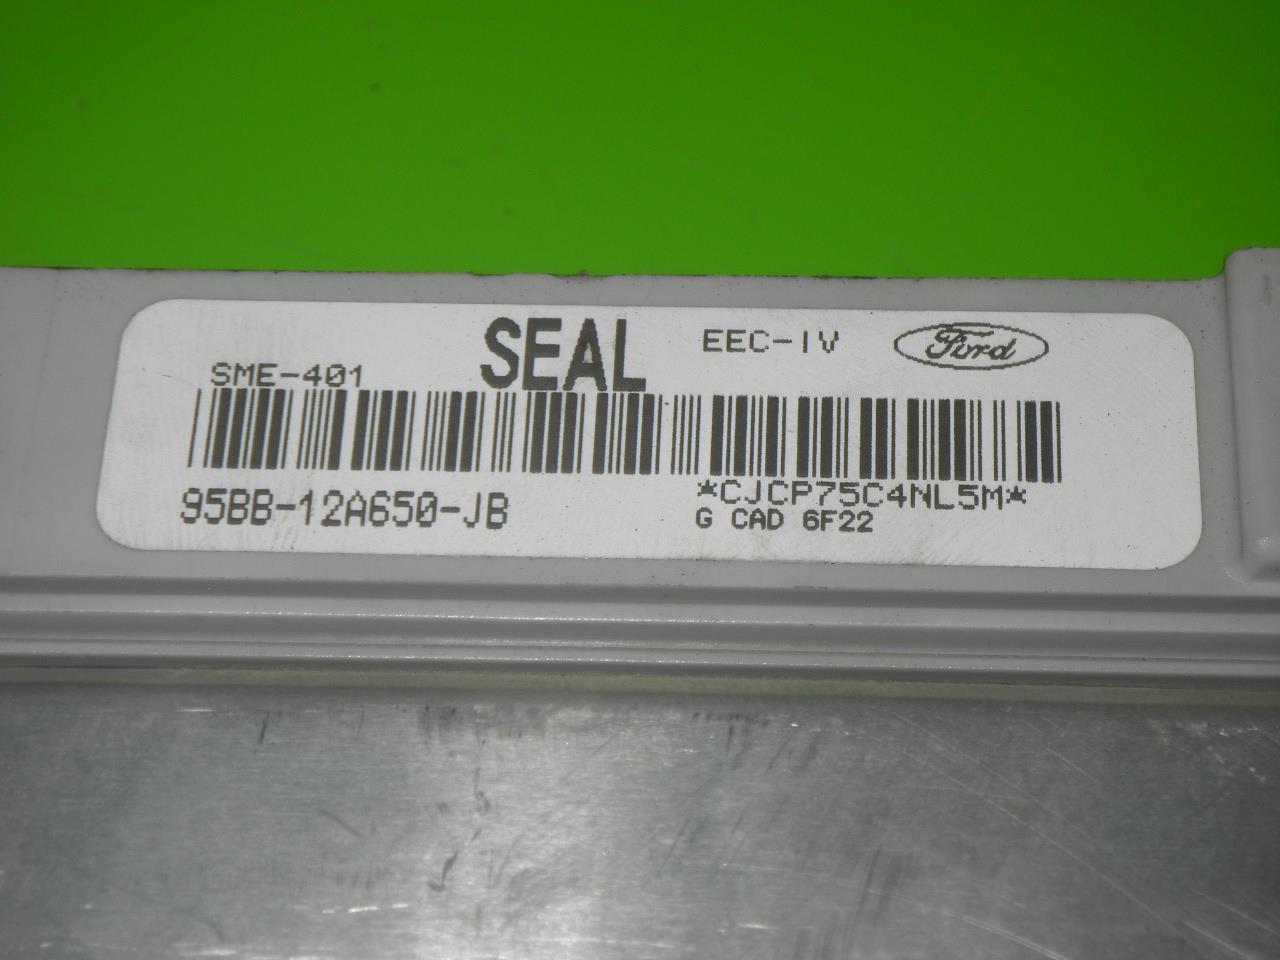 SEAL EEC-IV Ford
SME-401
95BB-12A650-JB *CJCP75C4NL5M*
G CAD 6F22